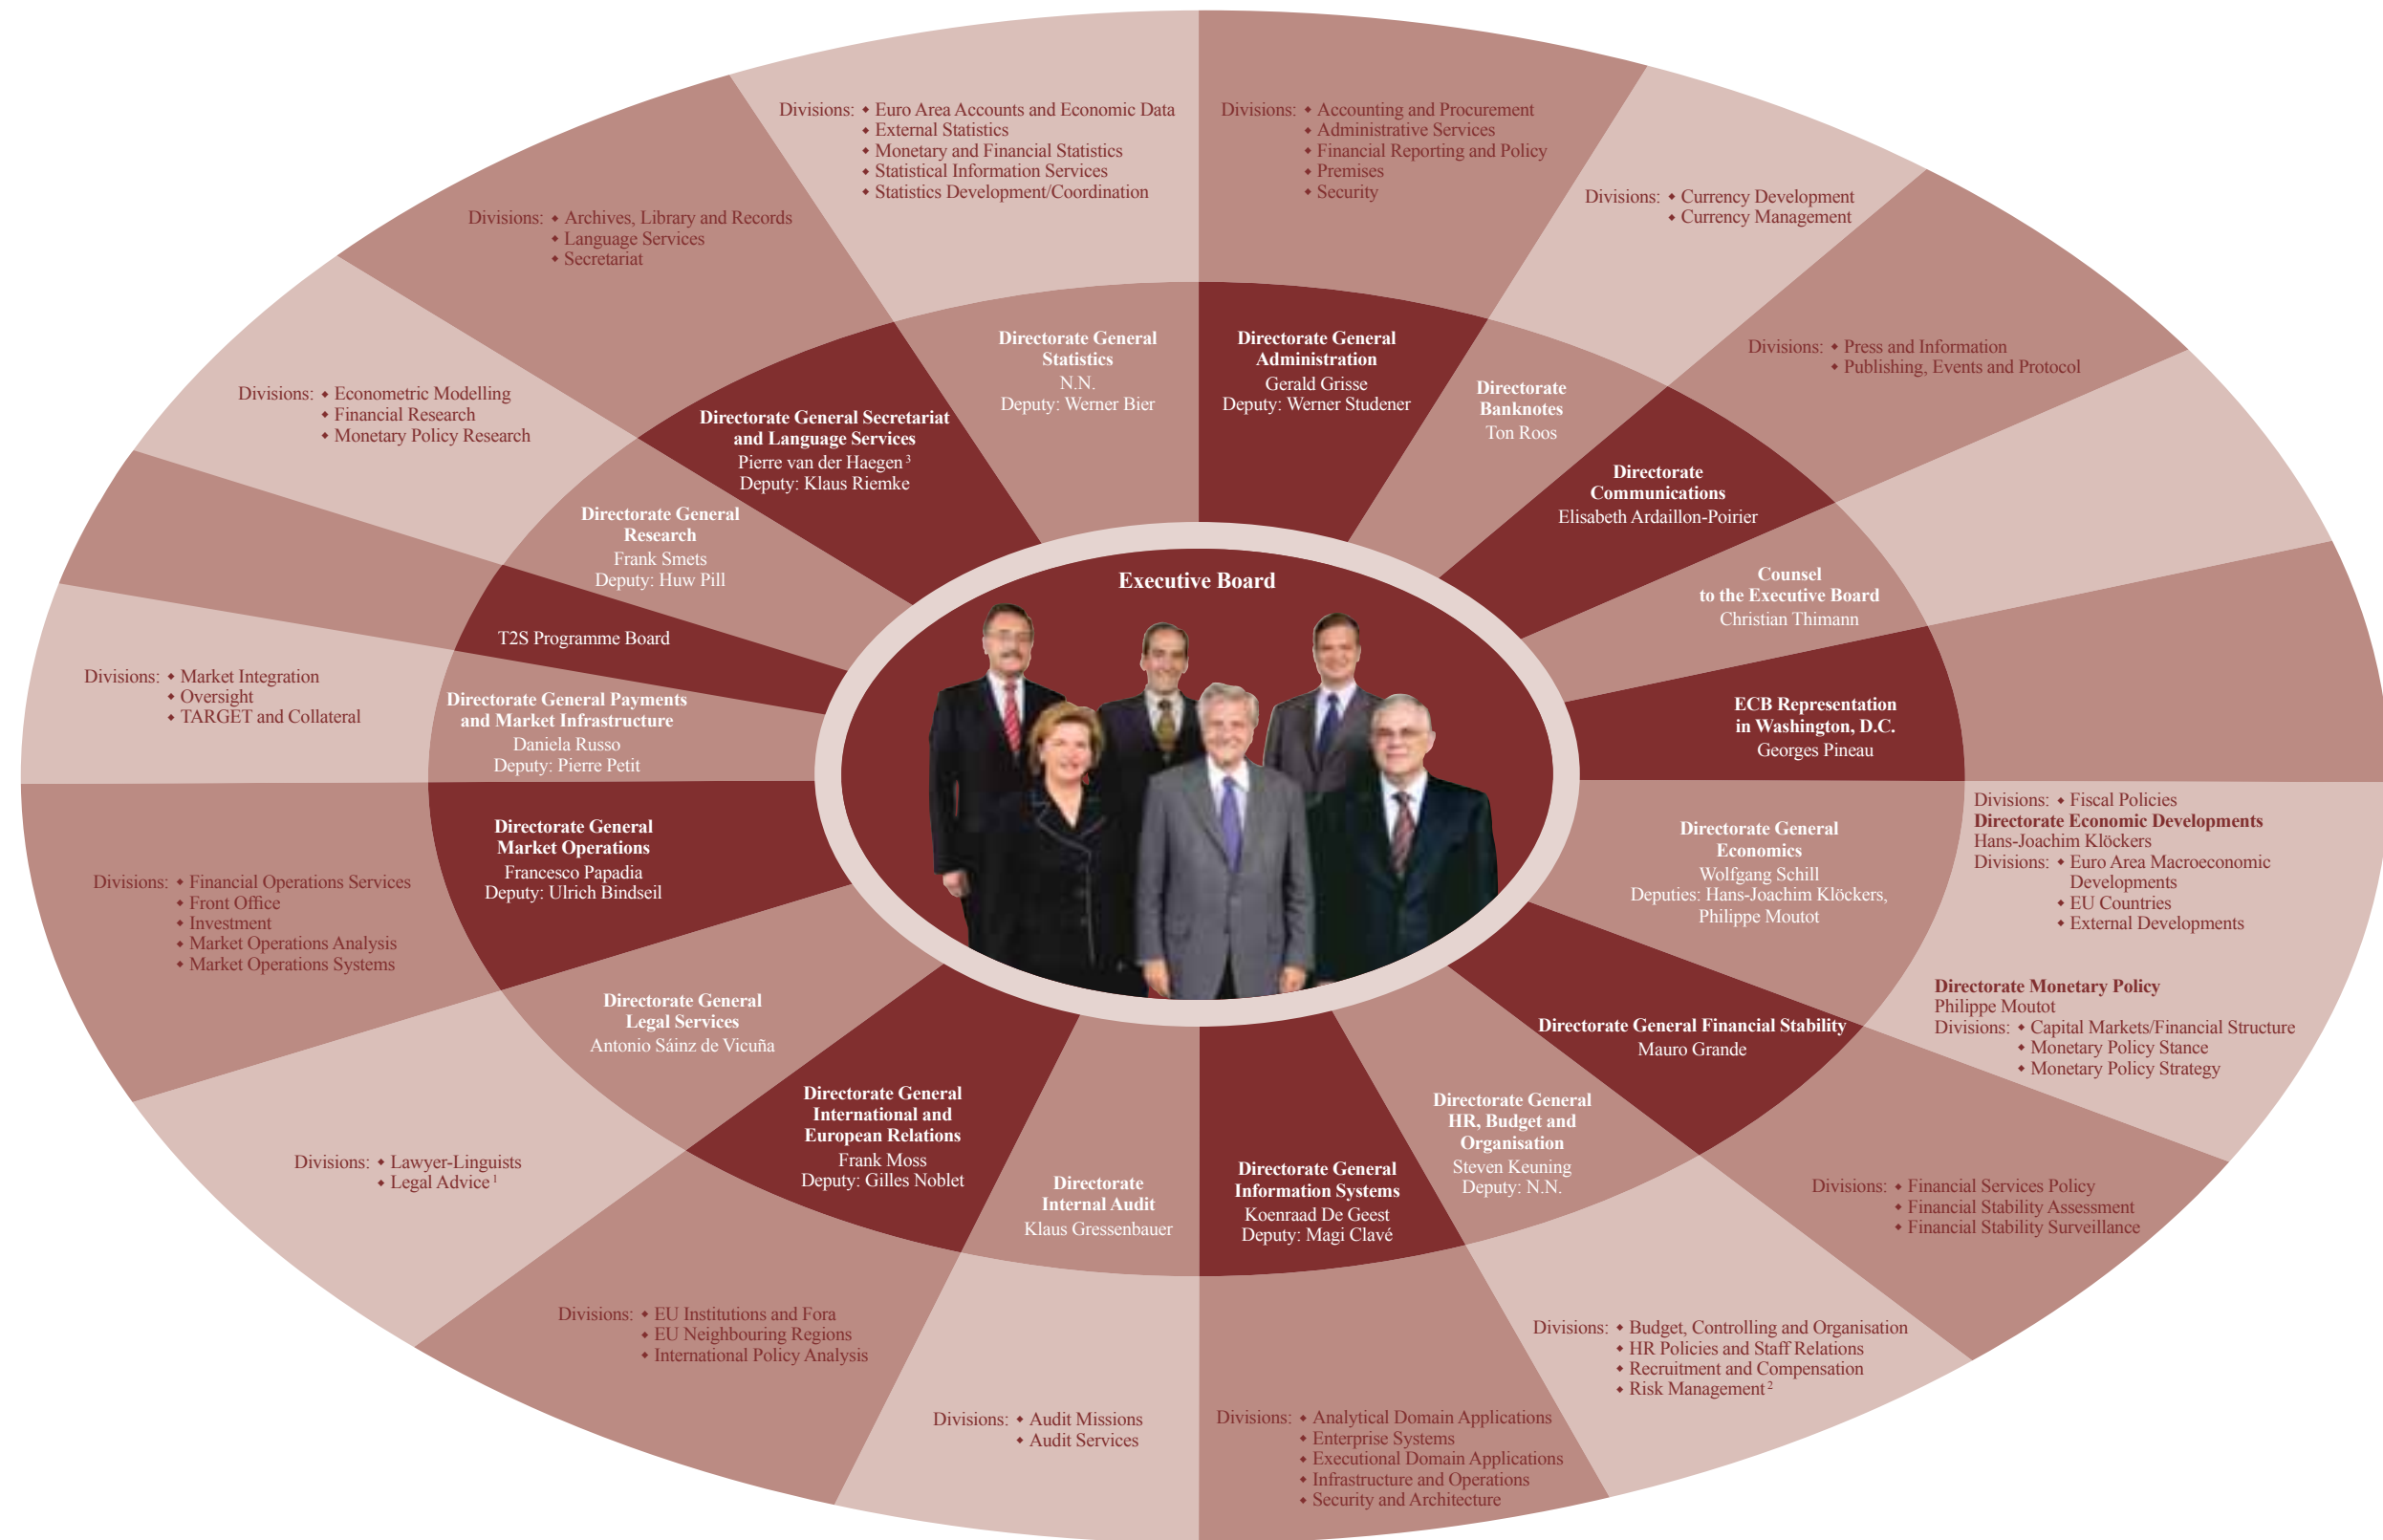 Executive Board
Divisions: ◆ Accounting and Procurement
◆ Administrative Services
◆ Financial Reporting and Policy
◆ Premises
◆ Security
Directorate General
Administration
Gerald Grisse
Deputy: Werner Studener
Divisions: ◆ Currency Development
◆ Currency Management
Directorate
Banknotes
Ton Roos
Divisions: ◆ Press and Information
◆ Publishing, Events and Protocol
Directorate
Communications
Elisabeth Ardaillon-Poirier
Counsel
to the Executive Board
Christian Thimann
ECB Representation
in Washington, D.C.
Georges Pineau
Directorate General
Economics
Wolfgang Schill
Deputies: Hans-Joachim Klöckers,
Philippe Moutot
Divisions: ◆ Fiscal Policies
Directorate Economic Developments
Hans-Joachim Klöckers
Divisions: ◆ Euro Area Macroeconomic
Developments
◆ EU Countries
◆ External Developments
Directorate Monetary Policy
Philippe Moutot
Divisions: ◆ Capital Markets/Financial Structure
◆ Monetary Policy Stance
◆ Monetary Policy Strategy
Directorate General Financial Stability
Mauro Grande
Divisions: ◆ Financial Services Policy
◆ Financial Stability Assessment
◆ Financial Stability Surveillance
Directorate General
HR, Budget and
Organisation
Steven Keuning
Deputy: N.N.
Divisions: ◆ Budget, Controlling and Organisation
◆ HR Policies and Staff Relations
◆ Recruitment and Compensation
◆ Risk Management 2
Directorate General
Information Systems
Koenraad De Geest
Deputy: Magi Clavé
Divisions: ◆ Analytical Domain Applications
◆ Enterprise Systems
◆ Executional Domain Applications
◆ Infrastructure and Operations
◆ Security and Architecture
Directorate
Internal Audit
Klaus Gressenbauer
Divisions: ◆ Audit Missions
◆ Audit Services
Directorate General
International and
European Relations
Frank Moss
Deputy: Gilles Noblet
Divisions: ◆ EU Institutions and Fora
◆ EU Neighbouring Regions
◆ International Policy Analysis
Directorate General
Legal Services
Antonio Sáinz de Vicuña
Divisions: ◆ Lawyer-Linguists
◆ Legal Advice 1
Directorate General
Market Operations
Francesco Papadia
Deputy: Ulrich Bindseil
Divisions: ◆ Financial Operations Services
◆ Front Office
◆ Investment
◆ Market Operations Analysis
◆ Market Operations Systems
Directorate General Payments
and Market Infrastructure
Daniela Russo
Deputy: Pierre Petit
Divisions: ◆ Market Integration
◆ Oversight
◆ TARGET and Collateral
T2S Programme Board
Directorate General
Research
Frank Smets
Deputy: Huw Pill
Divisions: ◆ Econometric Modelling
◆ Financial Research
◆ Monetary Policy Research
Directorate General Secretariat
and Language Services
Pierre van der Haegen 3
Deputy: Klaus Riemke
Divisions: ◆ Archives, Library and Records
◆ Language Services
◆ Secretariat
Directorate General
Statistics
N.N.
Deputy: Werner Bier
Divisions: ◆ Euro Area Accounts and Economic Data
◆ External Statistics
◆ Monetary and Financial Statistics
◆ Statistical Information Services
◆ Statistics Development/Coordination